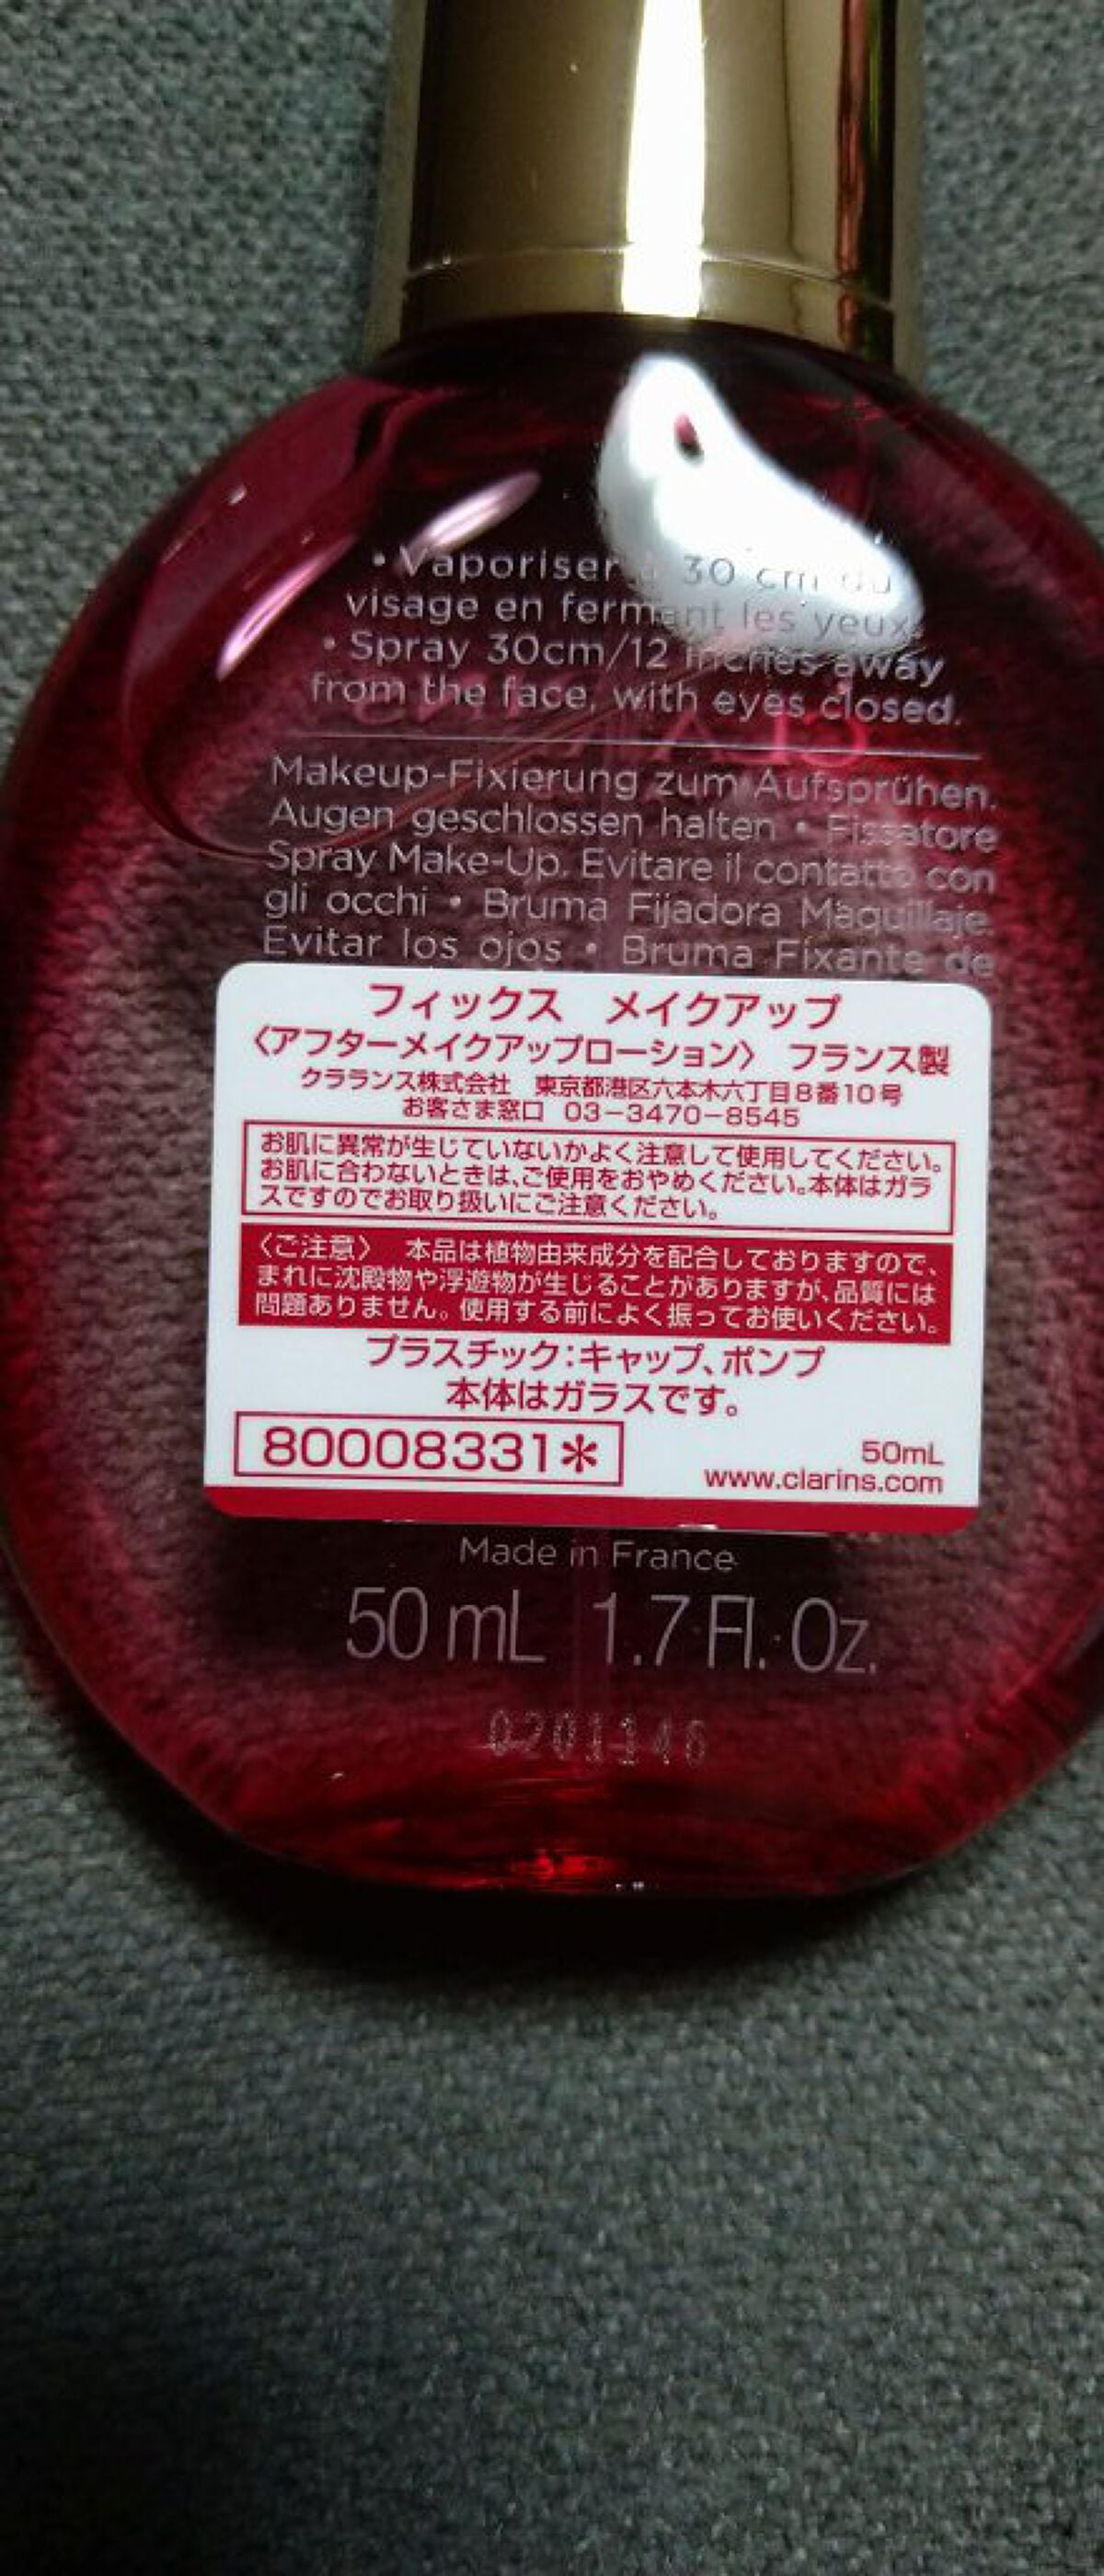 • Vaporiser à 30 cm du
visage en fermant les yeux.
• Spray 30cm/12 inches away
from the face, with eyes closed.
CLARINS
Makeup-Fixierung zum Aufsprühen.
Augen geschlossen halten • Fissatore
Spray Make-Up. Evitare il contatto con
gli occhi • Bruma Fijadora Maquillaje.
Evitar los ojos • Bruma Fixante de
フィックス メイクアップ
〈アフターメイクアップローション〉 フランス製
クラランス株式会社 東京都港区六本木六丁目8番10号
お客さま窓口 03-3470-8545
お肌に異常が生じていないかよく注意して使用してください。
お肌に合わないときは、ご使用をおやめください。本体はガラ
スですのでお取り扱いにご注意ください。
〈ご注意〉 本品は植物由来成分を配合しておりますので、
まれに沈殿物や浮遊物が生じることがありますが、品質には
問題ありません。使用する前によく振ってお使いください。
プラスチック:キャップ、ポンプ
本体はガラスです。
80008331*
50mL
www.clarins.com
Made in France
50 mL 1.7 Fl. Oz.
0201146